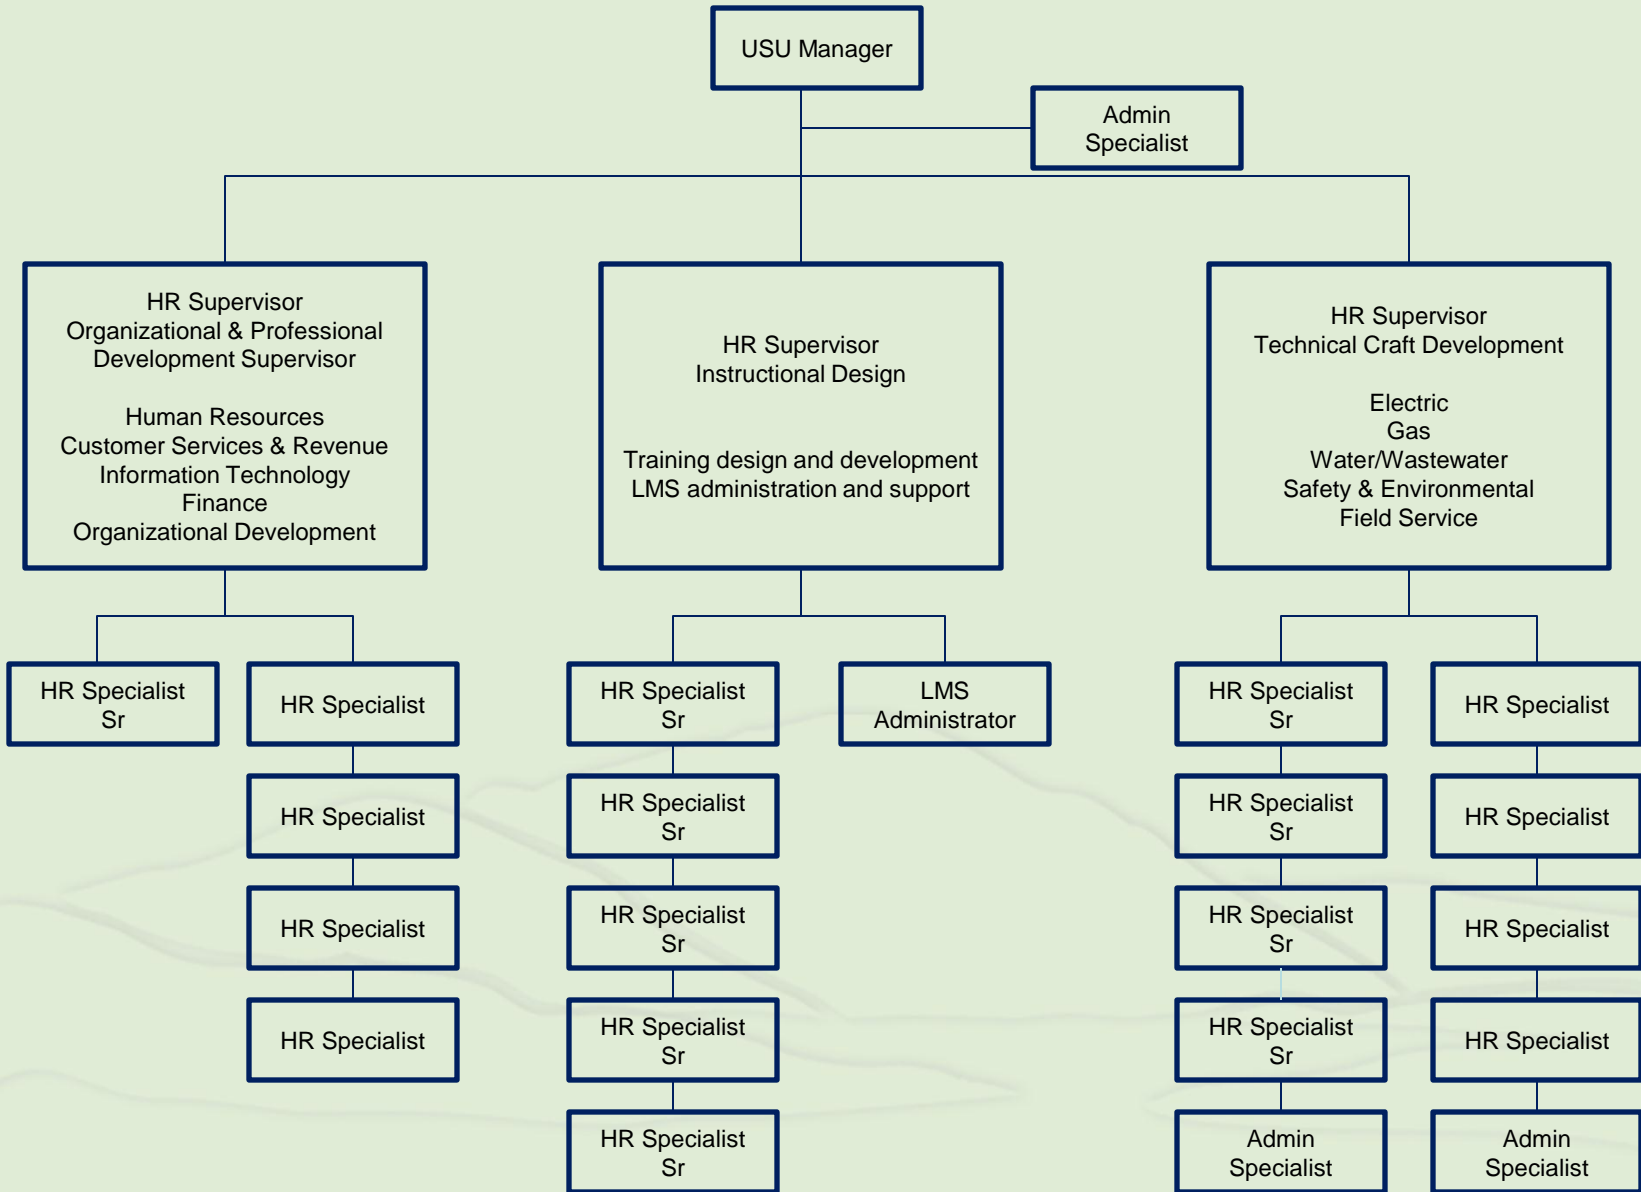 USU Manager
Admin
Specialist
HR Supervisor
Organizational & Professional
Development Supervisor
Human Resources
Customer Services & Revenue
Information Technology
Finance
Organizational Development
HR Supervisor
Instructional Design
Training design and development
LMS administration and support
HR Supervisor
Technical Craft Development
Electric
Gas
Water/Wastewater
Safety & Environmental
Field Service
HR Specialist
Sr
HR Specialist
HR Specialist
Sr
LMS
Administrator
HR Specialist
Sr
HR Specialist
HR Specialist
HR Specialist
Sr
HR Specialist
Sr
HR Specialist
HR Specialist
HR Specialist
Sr
HR Specialist
Sr
HR Specialist
HR Specialist
HR Specialist
Sr
HR Specialist
Sr
HR Specialist
HR Specialist
Sr
Admin
Specialist
Admin
Specialist